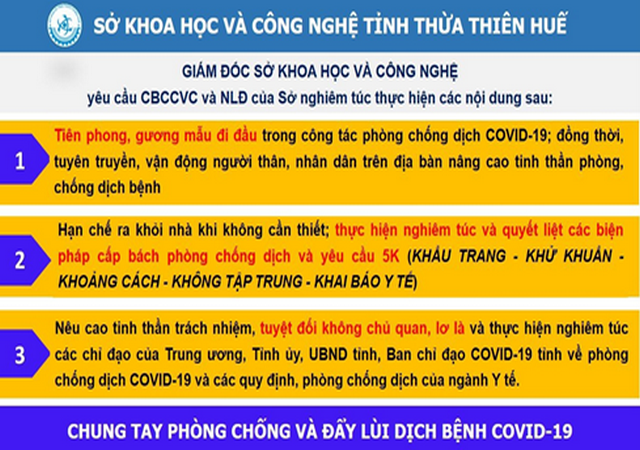 SỞ KHOA HỌC VÀ CÔNG NGHỆ TỈNH THỪA THIÊN HUẾ
GIÁM ĐỐC SỞ KHOA HỌC VÀ CÔNG NGHỆ
yêu cầu CBCCVC và NLĐ của Sở nghiêm túc thực hiện các nội dung sau:
1
Tiên phong, gương mẫu đi đầu trong công tác phòng chống dịch COVID-19; đồng thời,
tuyên truyền, vận động người thân, nhân dân trên địa bàn nâng cao tinh thần phòng,
chống dịch bệnh
2
Hạn chế ra khỏi nhà khi không cần thiết; thực hiện nghiêm túc và quyết liệt các biện
pháp cấp bách phòng chống dịch và yêu cầu 5K (KHẨU TRANG - KHỬ KHUẨN -
KHOẢNG CÁCH - KHÔNG TẬP TRUNG - KHAI BÁO Y TẾ)
3
Nêu cao tinh thần trách nhiệm, tuyệt đối không chủ quan, lơ là và thực hiện nghiêm túc
các chỉ đạo của Trung ương, Tỉnh ủy, UBND tỉnh, Ban chỉ đạo COVID-19 tỉnh về phòng
chống dịch COVID-19 và các quy định, phòng chống dịch của ngành Y tế.
CHUNG TAY PHÒNG CHỐNG VÀ ĐẨY LÙI DỊCH BỆNH COVID-19